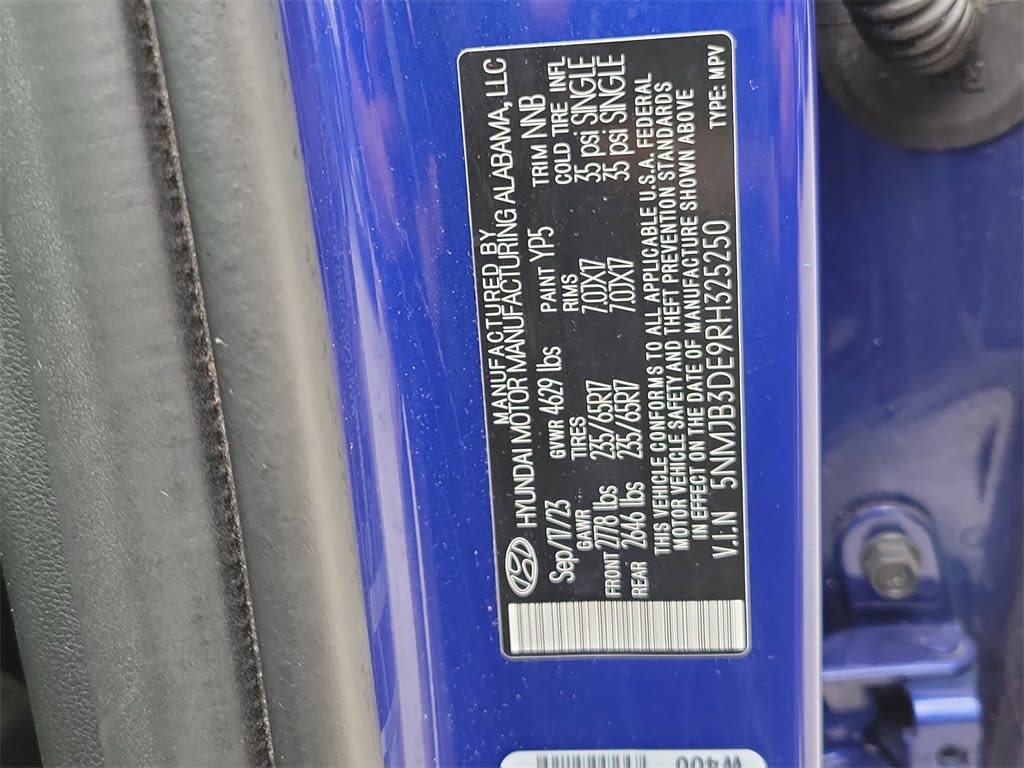 MANUFACTURED BY
HYUNDAI MOTOR MANUFACTURING ALABAMA, LLC
Sep/17/23 GVWR 4629 lbs PAINT YP5 TRIM NNB
GAWR TIRES RIMS COLD TIRE INFL
FRONT 2778 lbs 235/65R17 7.0JX17 35 psi SINGLE
REAR 2646 lbs 235/65R17 7.0JX17 35 psi SINGLE
THIS VEHICLE CONFORMS TO ALL APPLICABLE U.S.A. FEDERAL
MOTOR VEHICLE SAFETY AND THEFT PREVENTION STANDARDS
IN EFFECT ON THE DATE OF MANUFACTURE SHOWN ABOVE
V.I.N 5NMJB3DE9RH325250 TYPE: MPV
W400